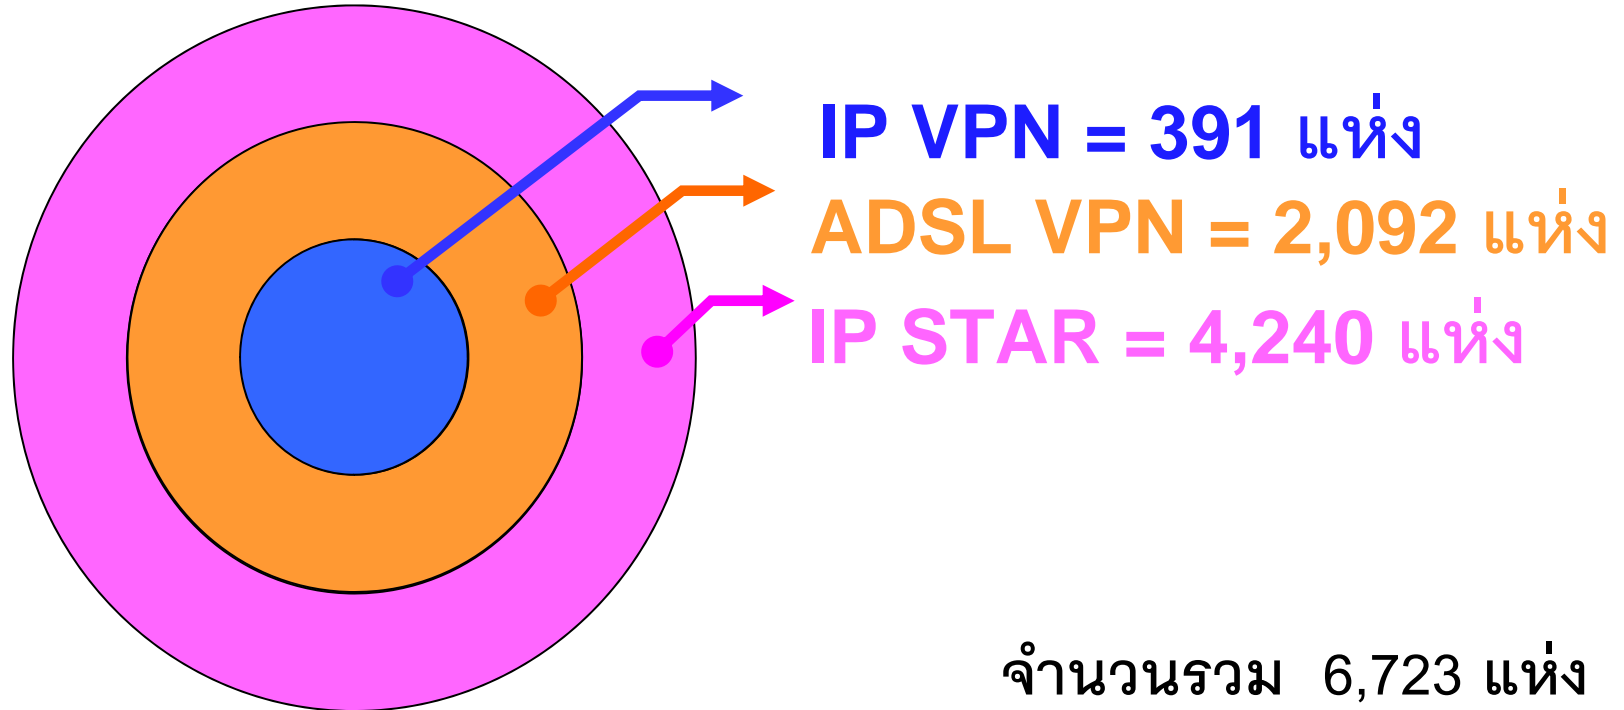 IP VPN = 391 แห่ง
ADSL VPN = 2,092 แห่ง
IP STAR = 4,240 แห่ง
จำนวนรวม 6,723 แห่ง